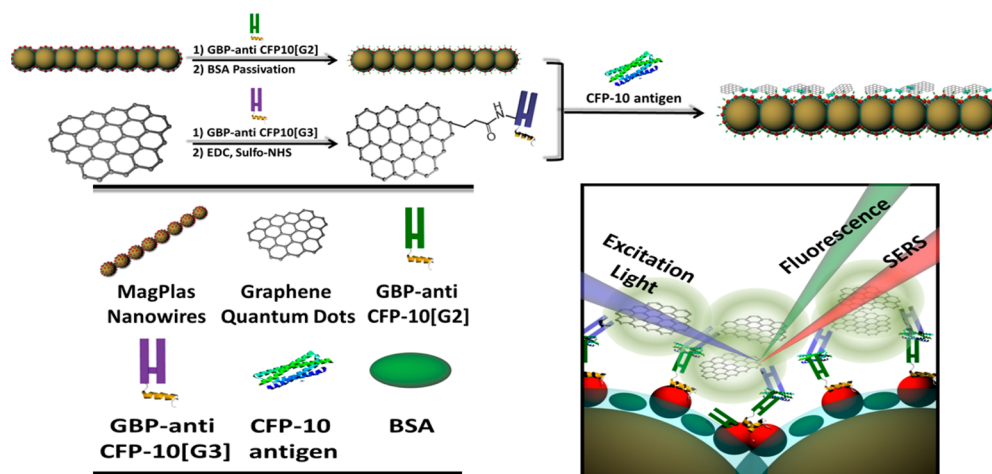 1) GBP-anti CFP10[G2]
2) BSA Passivation
1) GBP-anti CFP10[G3]
2) EDC, Sulfo-NHS
H
N
O
CFP-10 antigen
MagPlas
Nanowires
Graphene
Quantum Dots
GBP-anti
CFP-10[G2]
GBP-anti
CFP-10[G3]
CFP-10
antigen
BSA
Excitation
Light
Fluorescence
SERS